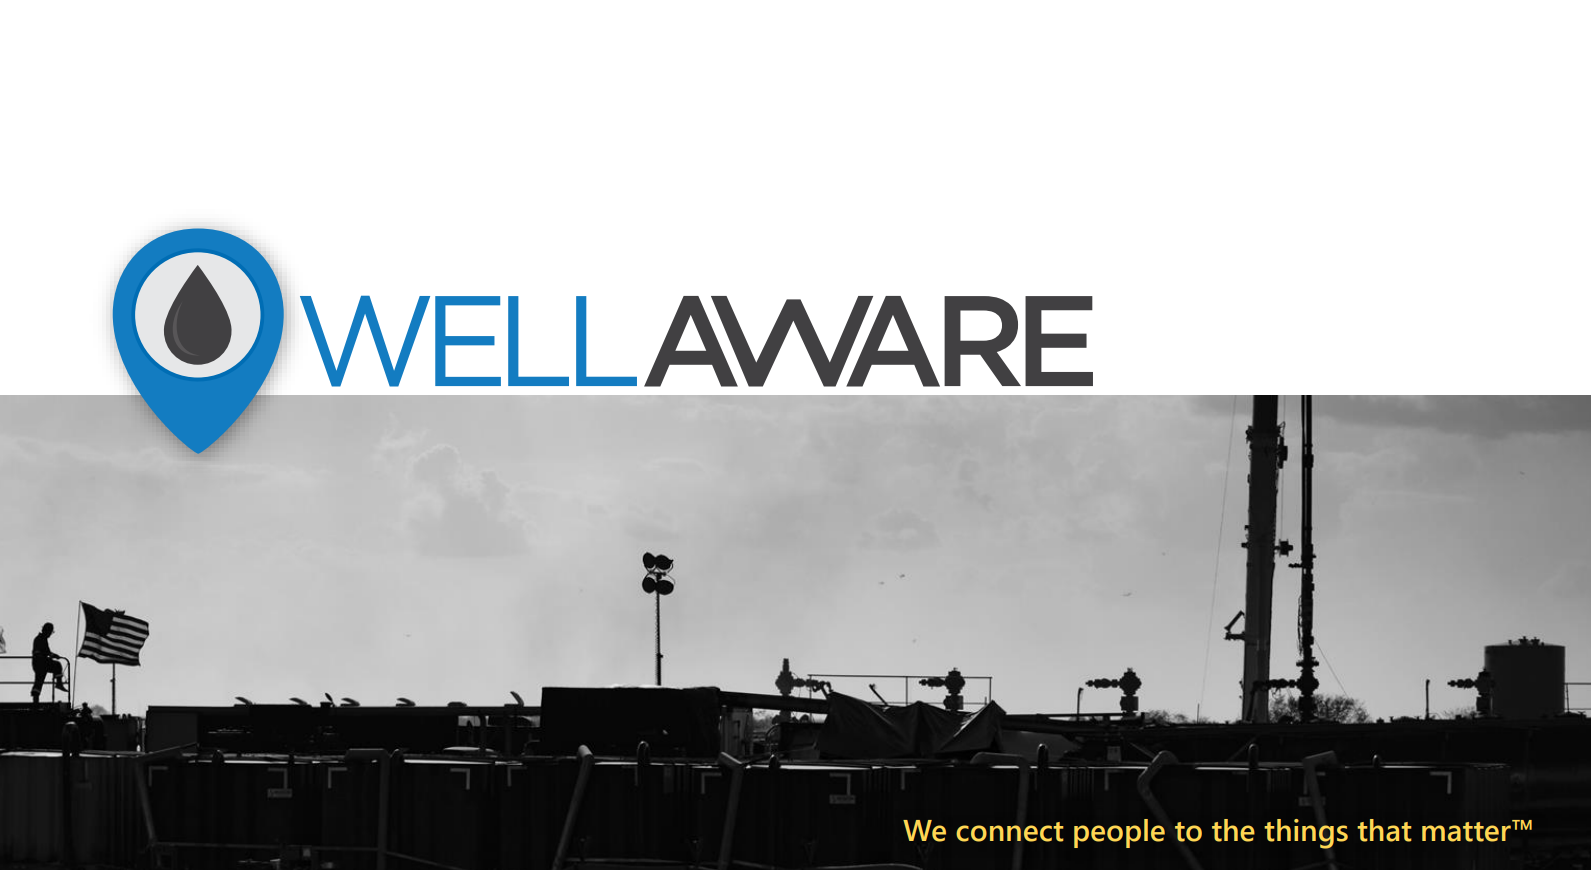 WELLAWARE
We connect people to the things that matter™